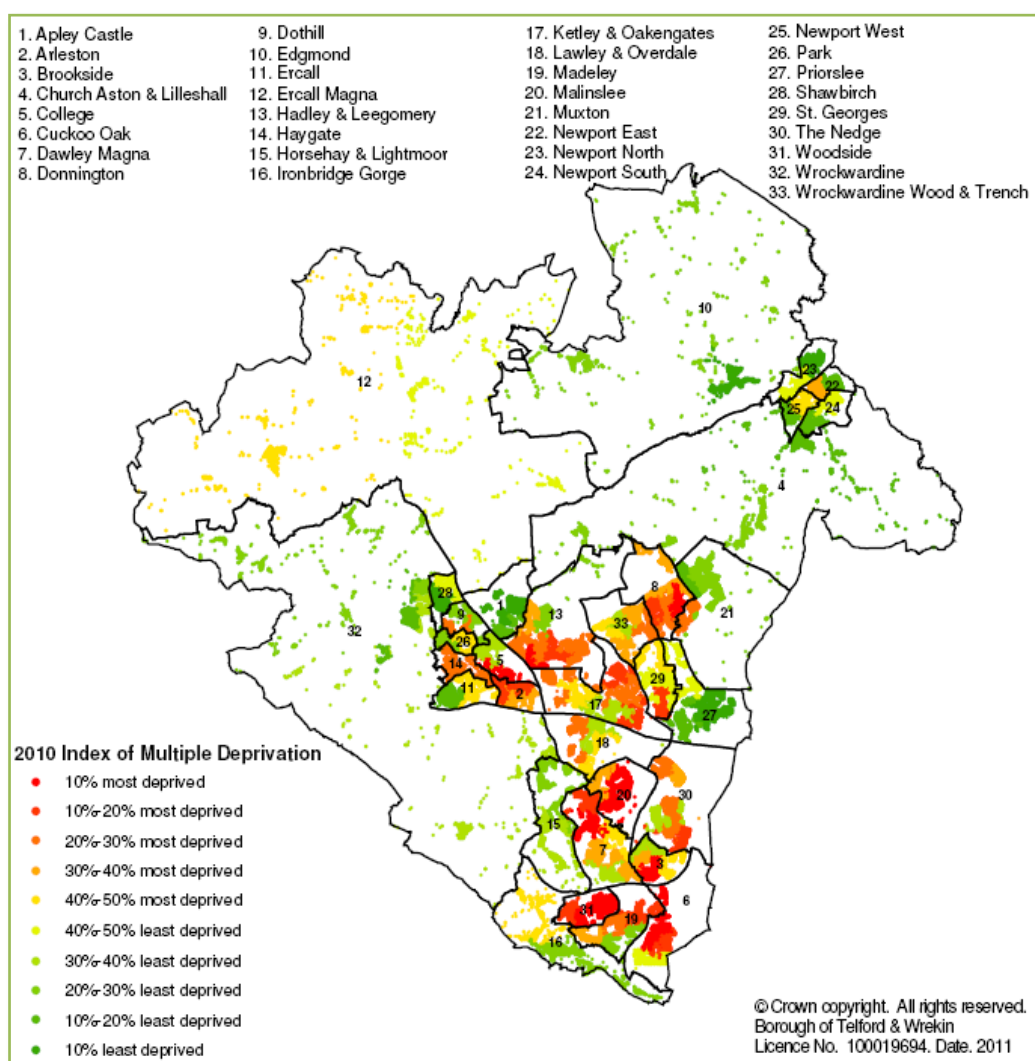 1. Apley Castle
2. Arleston
3. Brookside
4. Church Aston & Lilleshall
5. College
6. Cuckoo Oak
7. Dawley Magna
8. Donnington
9. Dothill
10. Edgmond
11. Ercall
12. Ercall Magna
13. Hadley & Leegomery
14. Haygate
15. Horsehay & Lightmoor
16. Ironbridge Gorge
17. Ketley & Oakengates
18. Lawley & Overdale
19. Madeley
20. Malinslee
21. Muxton
22. Newport East
23. Newport North
24. Newport South
25. Newport West
26. Park
27. Priorslee
28. Shawbirch
29. St. Georges
30. The Nedge
31. Woodside
32. Wrockwardine
33. Wrockwardine Wood & Trench
10
12
23
22
25
24
4
8
28
1
13
21
9
33
32
26
5
14
29
11
2
17
27
18
20
30
15
7
3
6
31
19
16
2010 Index of Multiple Deprivation
10% most deprived
10%-20% most deprived
20%-30% most deprived
30%-40% most deprived
40%-50% most deprived
40%-50% least deprived
30%-40% least deprived
20%-30% least deprived
10%-20% least deprived
10% least deprived
© Crown copyright. All rights reserved.
Borough of Telford & Wrekin
Licence No. 100019694. Date. 2011